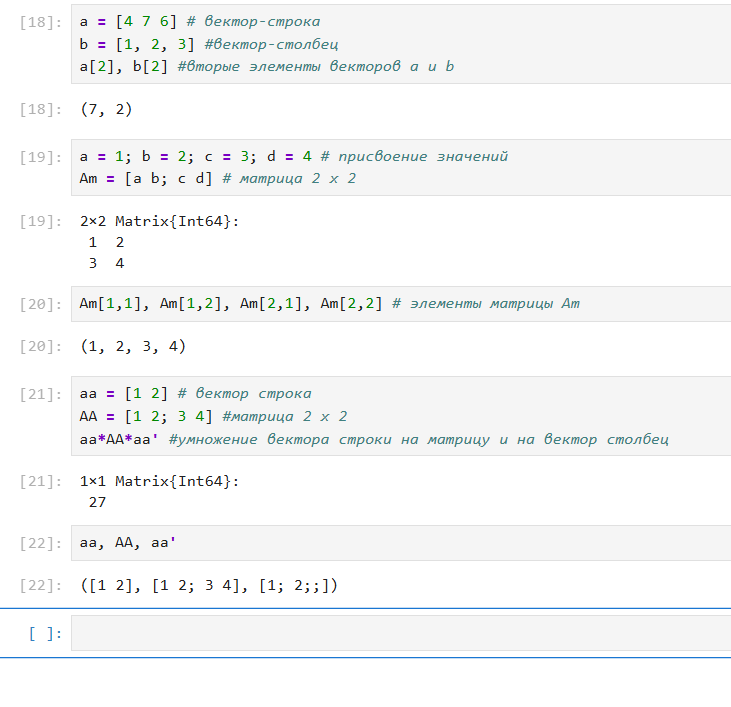 [18]: a = [4 7 6] # вектор-строка
b = [1, 2, 3] #вектор-столбец
a[2], b[2] #вторые элементы векторов a и b
[18]: (7, 2)
[19]: a = 1; b = 2; c = 3; d = 4 # присвоение значений
Am = [a b; c d] # матрица 2 x 2
[19]: 2×2 Matrix{Int64}:
1  2
3  4
[20]: Am[1,1], Am[1,2], Am[2,1], Am[2,2] # элементы матрицы Am
[20]: (1, 2, 3, 4)
[21]: aa = [1 2] # вектор строка
AA = [1 2; 3 4] #матрица 2 x 2
aa*AA*aa' #умножение вектора строки на матрицу и на вектор столбец
[21]: 1×1 Matrix{Int64}:
27
[22]: aa, AA, aa'
[22]: ([1 2], [1 2; 3 4], [1; 2;;])
[ ]: